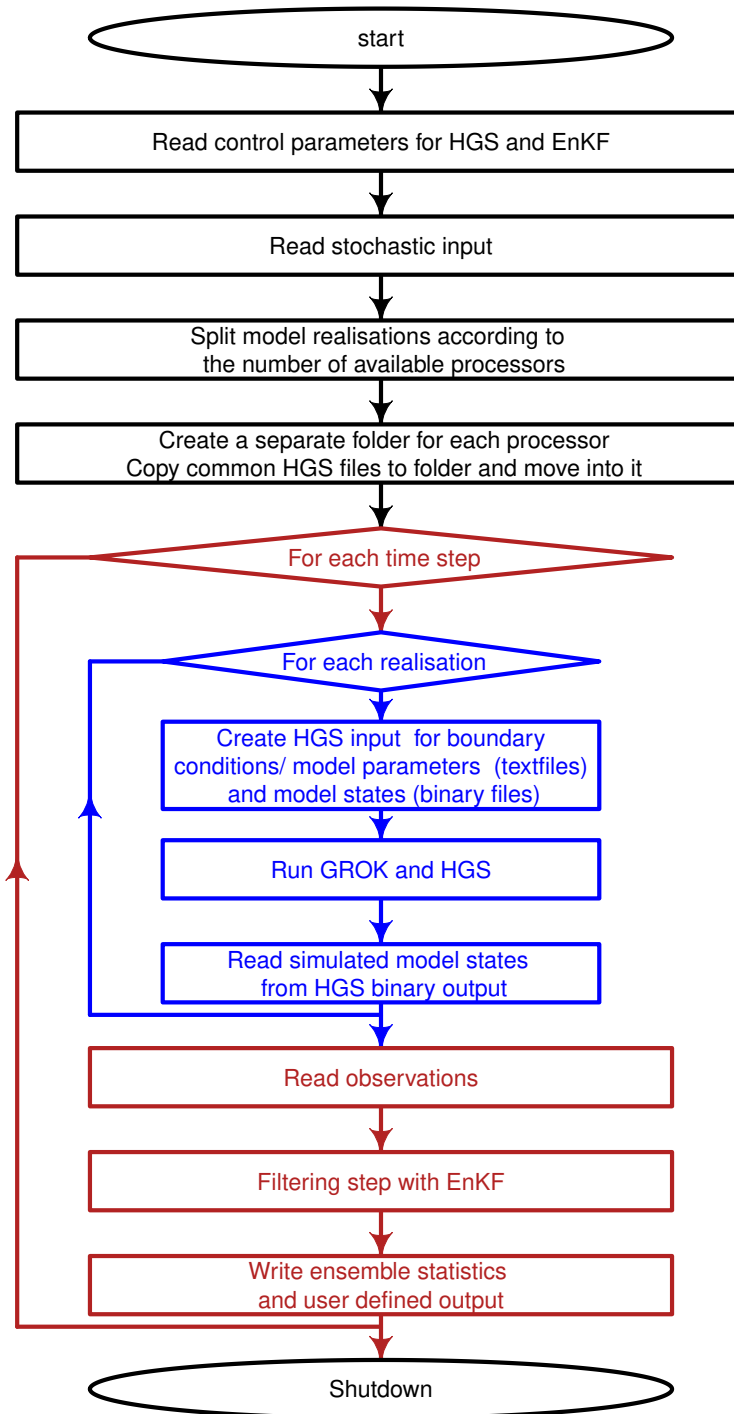 start
Read control parameters for HGS and EnKF
Read stochastic input
Split model realisations according to
the number of available processors
Create a separate folder for each processor
Copy common HGS files to folder and move into it
For each time step
For each realisation
Create HGS input for boundary
conditions/ model parameters (textfiles)
and model states (binary files)
Run GROK and HGS
Read simulated model states
from HGS binary output
Read observations
Filtering step with EnKF
Write ensemble statistics
and user defined output
Shutdown